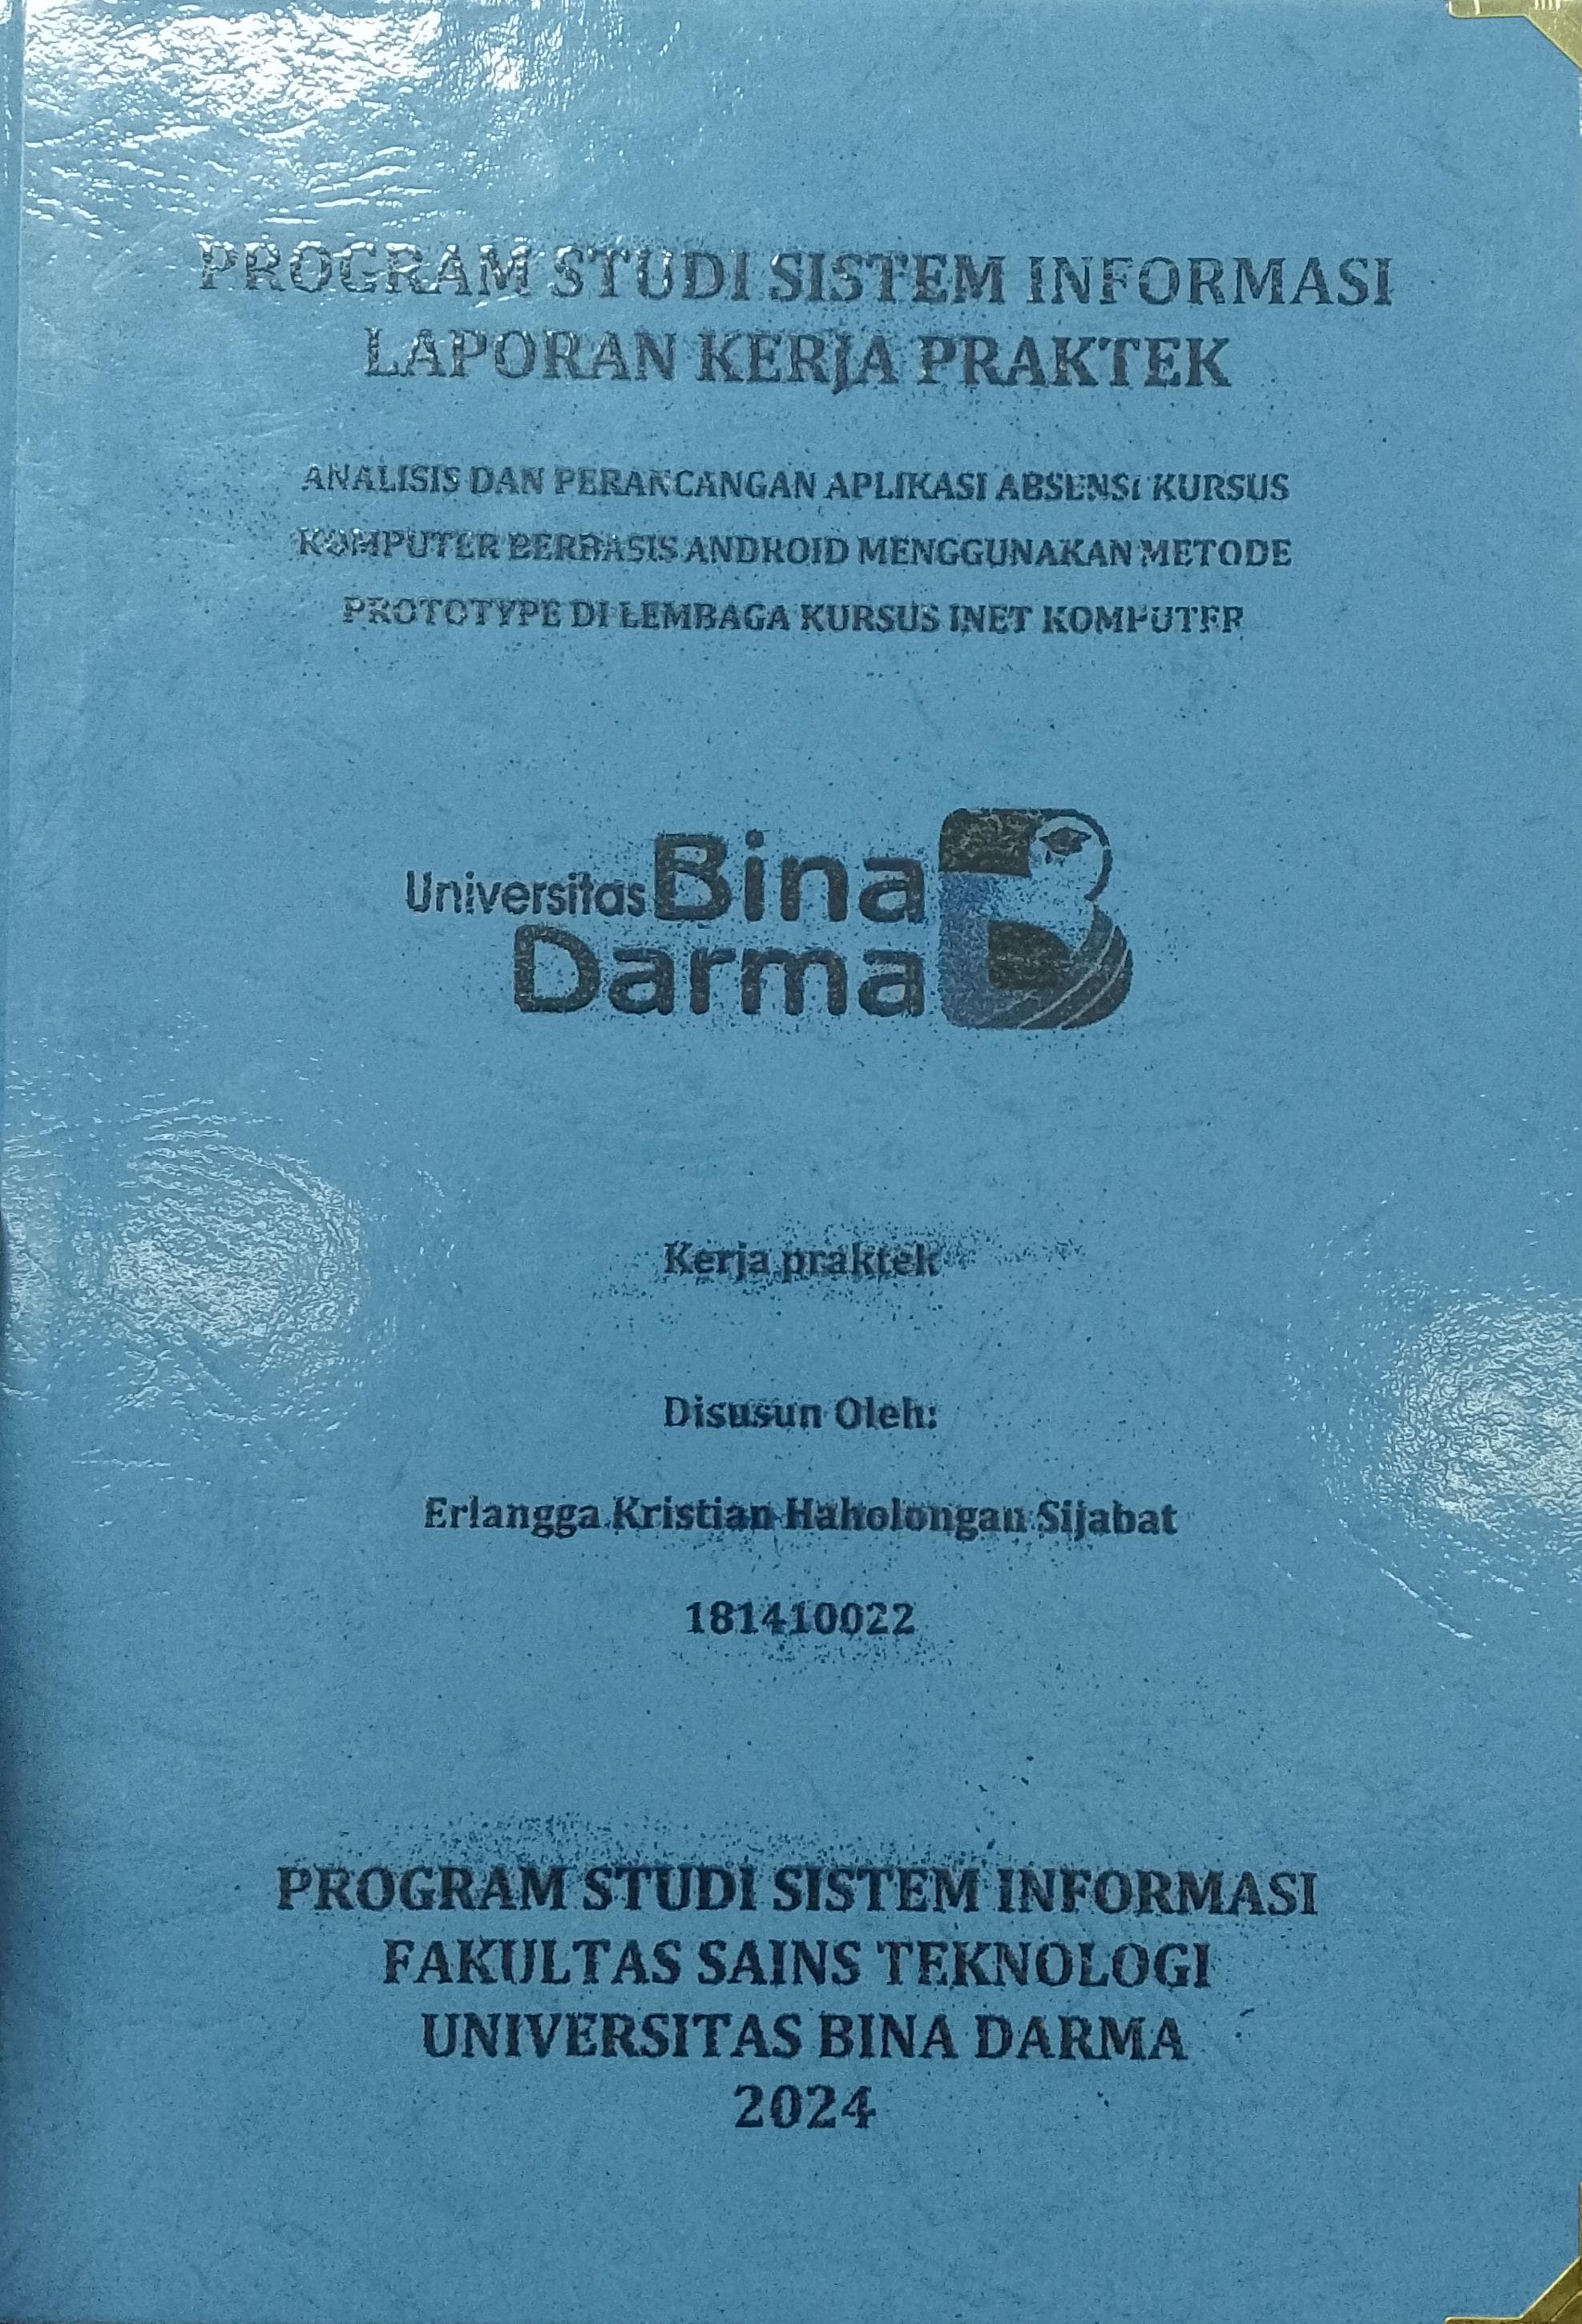 PROGRAM STUDI SISTEM INFORMASI
LAPORAN KERJA PRAKTEK
ANALISIS DAN PERANCANGAN APLIKASI ABSENSI KURSUS
KOMPUTER BERBASIS ANDROID MENGGUNAKAN METODE
PROTOTYPE DI LEMBAGA KURSUS INET KOMPUTER
Universitas Bina
Darma
Kerja praktek
Disusun Oleh:
Erlangga Kristian Haholongan Sijabat
181410022
PROGRAM STUDI SISTEM INFORMASI
FAKULTAS SAINS TEKNOLOGI
UNIVERSITAS BINA DARMA
2024